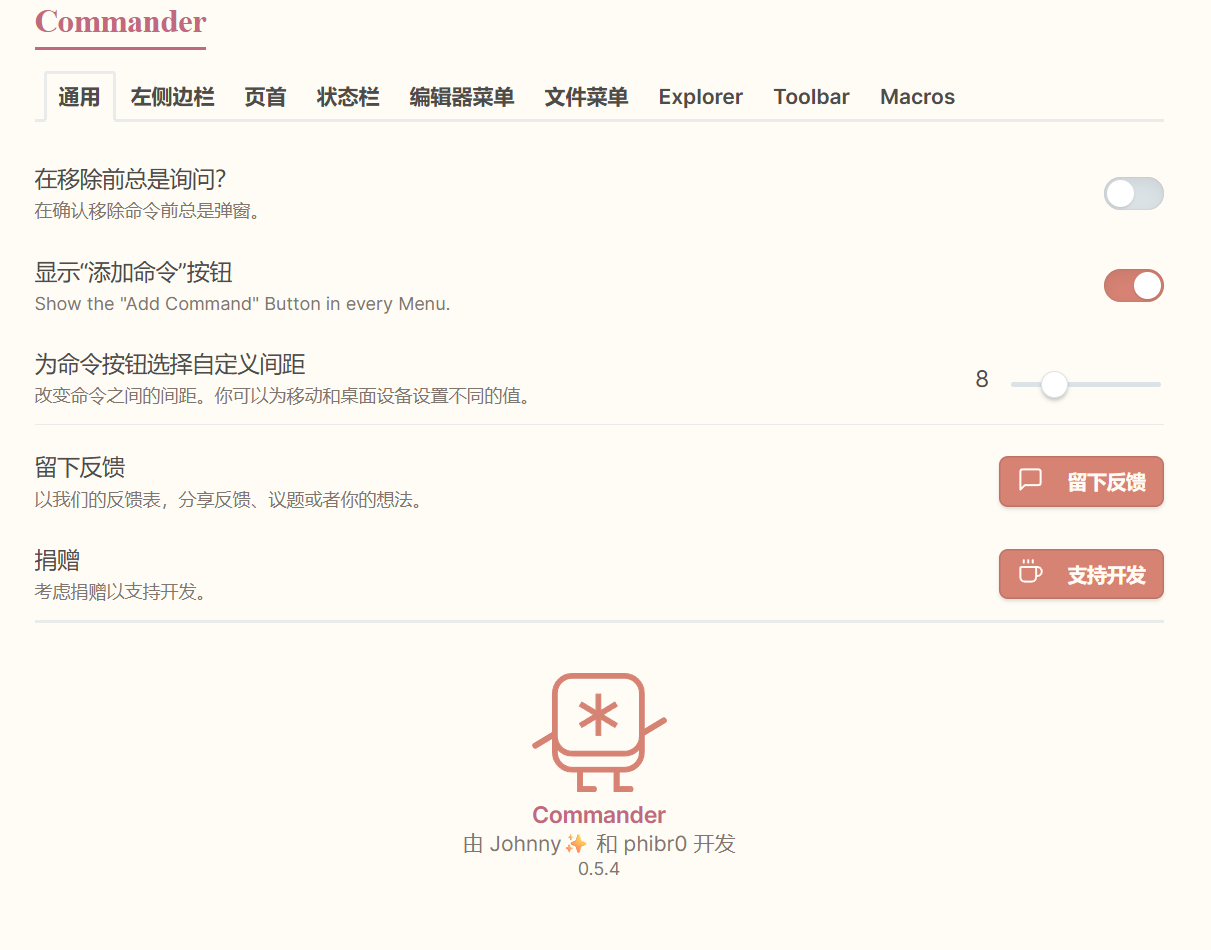 Commander
通用 左侧边栏 页首 状态栏 编辑器菜单 文件菜单 Explorer Toolbar Macros
在移除前总是询问？
在确认移除命令前总是弹窗。
显示“添加命令”按钮
Show the "Add Command" Button in every Menu.
为命令按钮选择自定义间距
8
改变命令之间的间距。你可以为移动和桌面设备设置不同的值。
留下反馈
以我们的反馈表，分享反馈、议题或者你的想法。
留下反馈
捐赠
考虑捐赠以支持开发。
支持开发
Commander
由 Johnny✨ 和 phibr0 开发
0.5.4